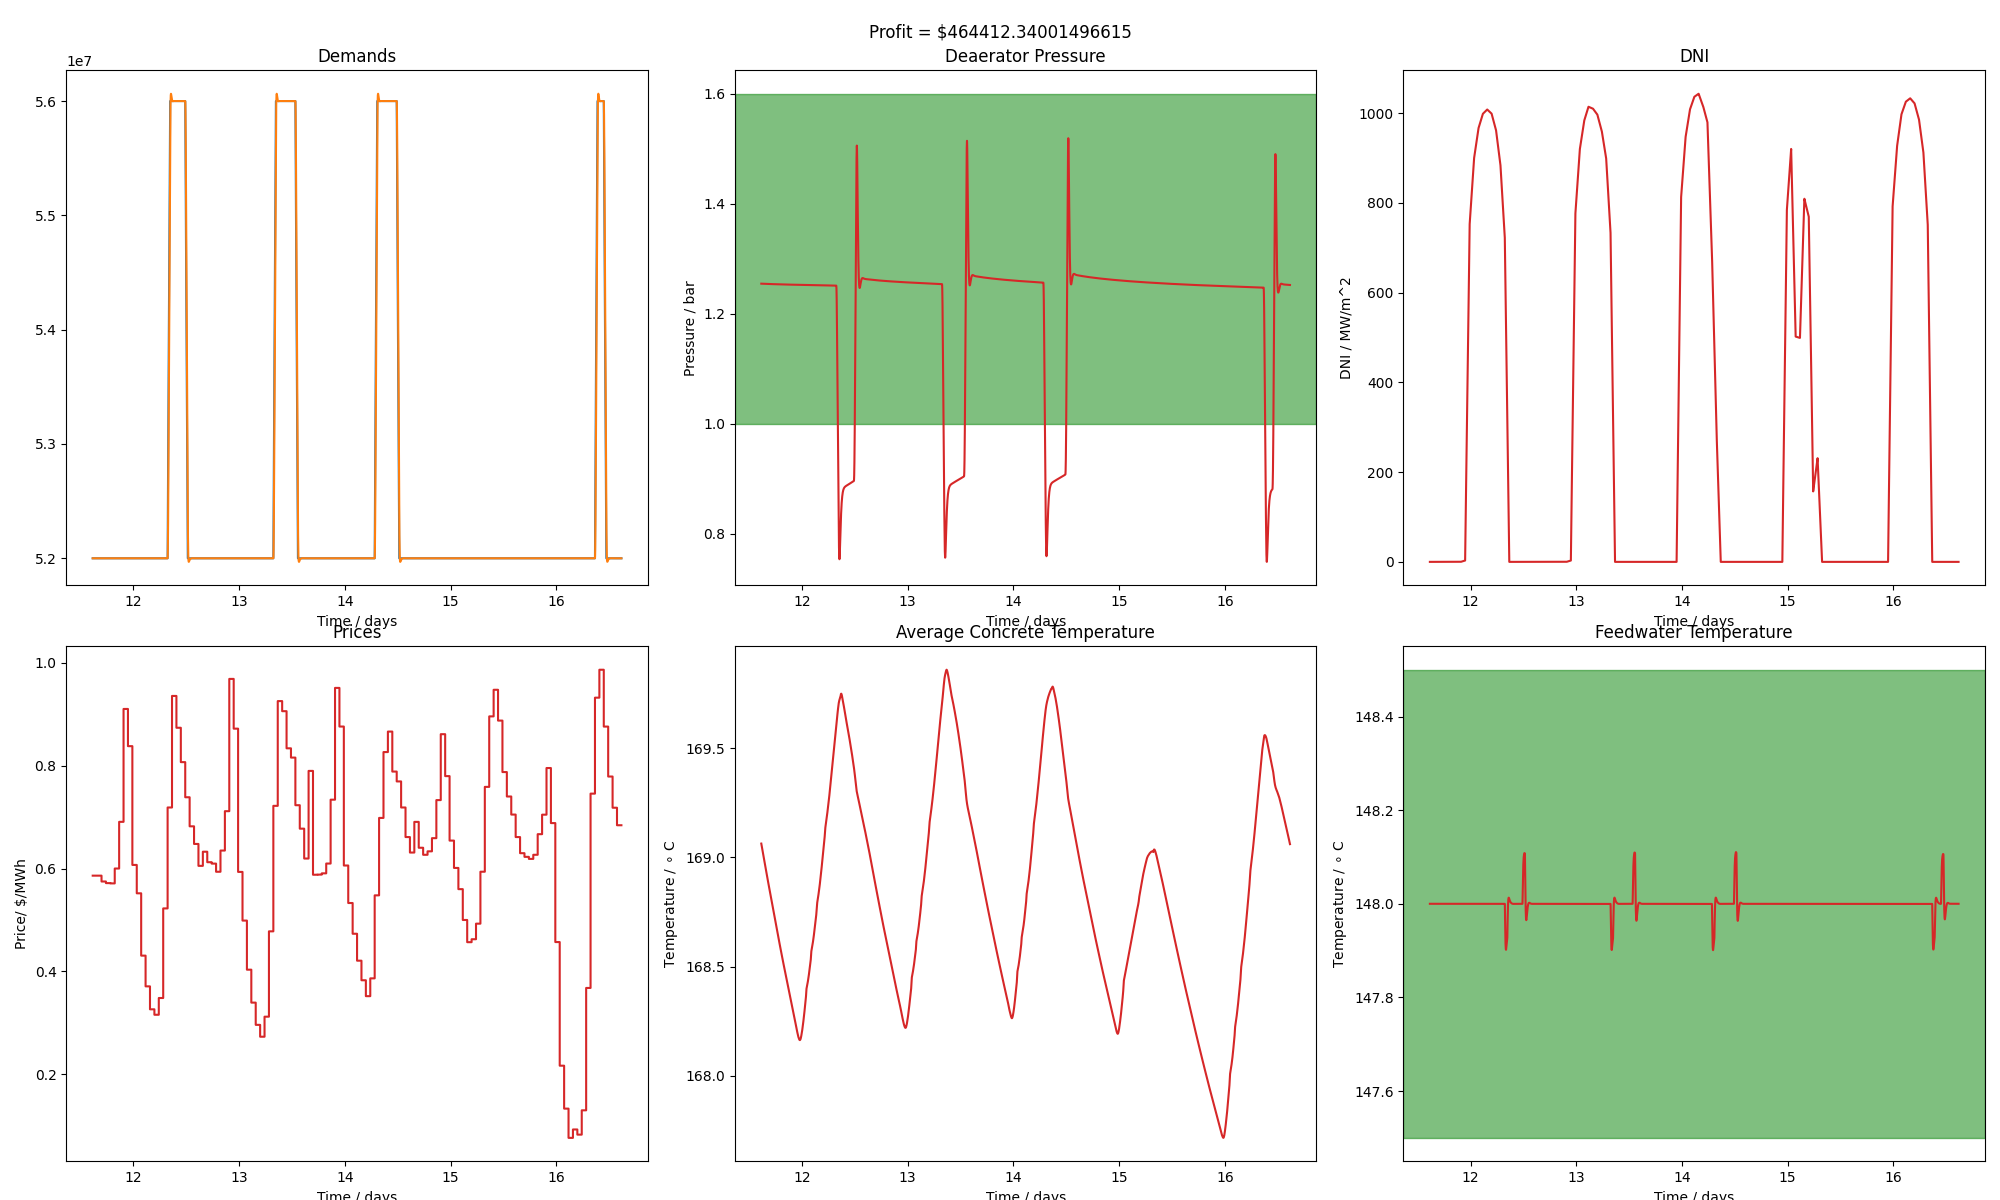 Profit = $464412.34001496615
Demands
1e7
5.6
5.5
5.4
5.3
5.2
12 13 14 15 16
Time / days
Deaerator Pressure
Pressure / bar
1.6
1.4
1.2
1.0
0.8
12 13 14 15 16
Time / days
DNI
DNI / MW/m^2
1000
800
600
400
200
0
12 13 14 15 16
Time / days
Prices
Price/ $/MWh
1.0
0.8
0.6
0.4
0.2
12 13 14 15 16
Time / days
Average Concrete Temperature
Temperature / ∘ C
169.5
169.0
168.5
168.0
12 13 14 15 16
Time / days
Feedwater Temperature
Temperature / ∘ C
148.4
148.2
148.0
147.8
147.6
12 13 14 15 16
Time / days